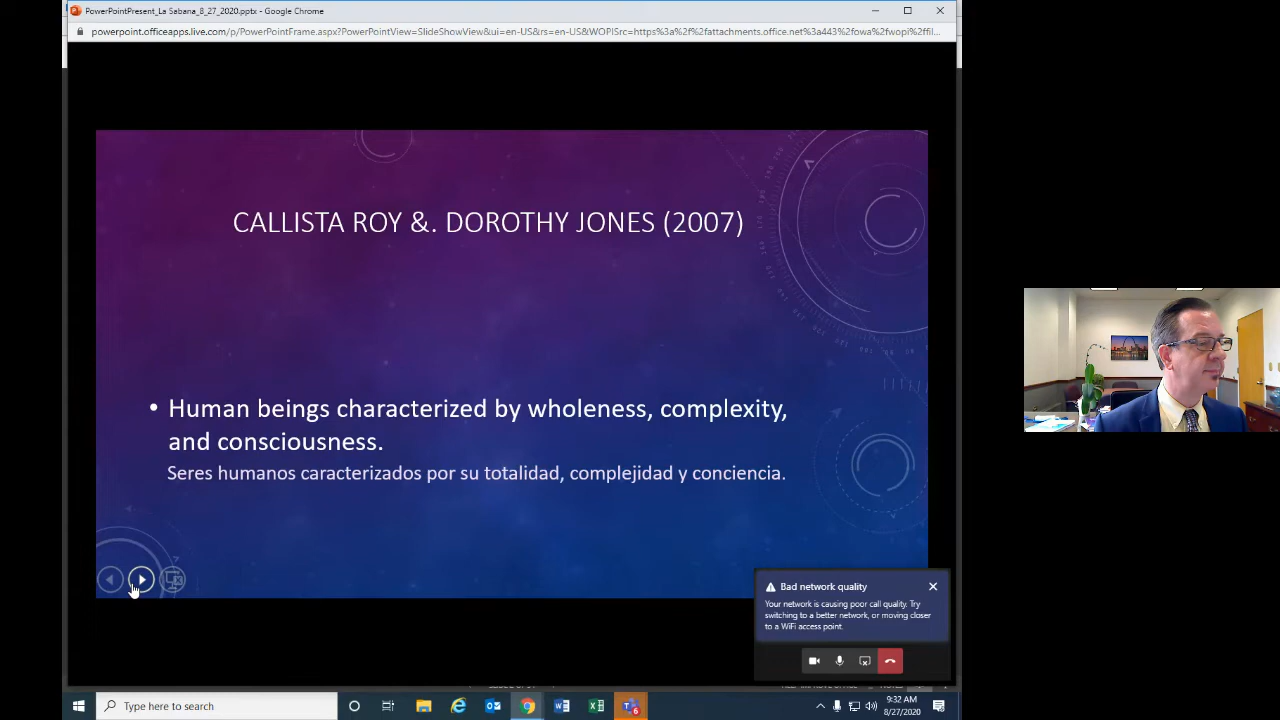 PowerPointPresent_La Sabana_8_27_2020.pptx - Google Chrome
powerpoint.officeapps.live.com/p/PowerPointFrame.aspx?PowerPointView=SlideShowView&ui=en-US&rs=en-US&WOPISrc=https%3a%2f%2fattachments.office.net%3a443%2fowa%2fwopi%2ffil...
CALLISTA ROY &. DOROTHY JONES (2007)
• Human beings characterized by wholeness, complexity,
and consciousness.
Seres humanos caracterizados por su totalidad, complejidad y conciencia.
Bad network quality
Your network is causing poor call quality. Try
switching to a better network, or moving closer
to a WiFi access point.
Type here to search
9:32 AM
8/27/2020